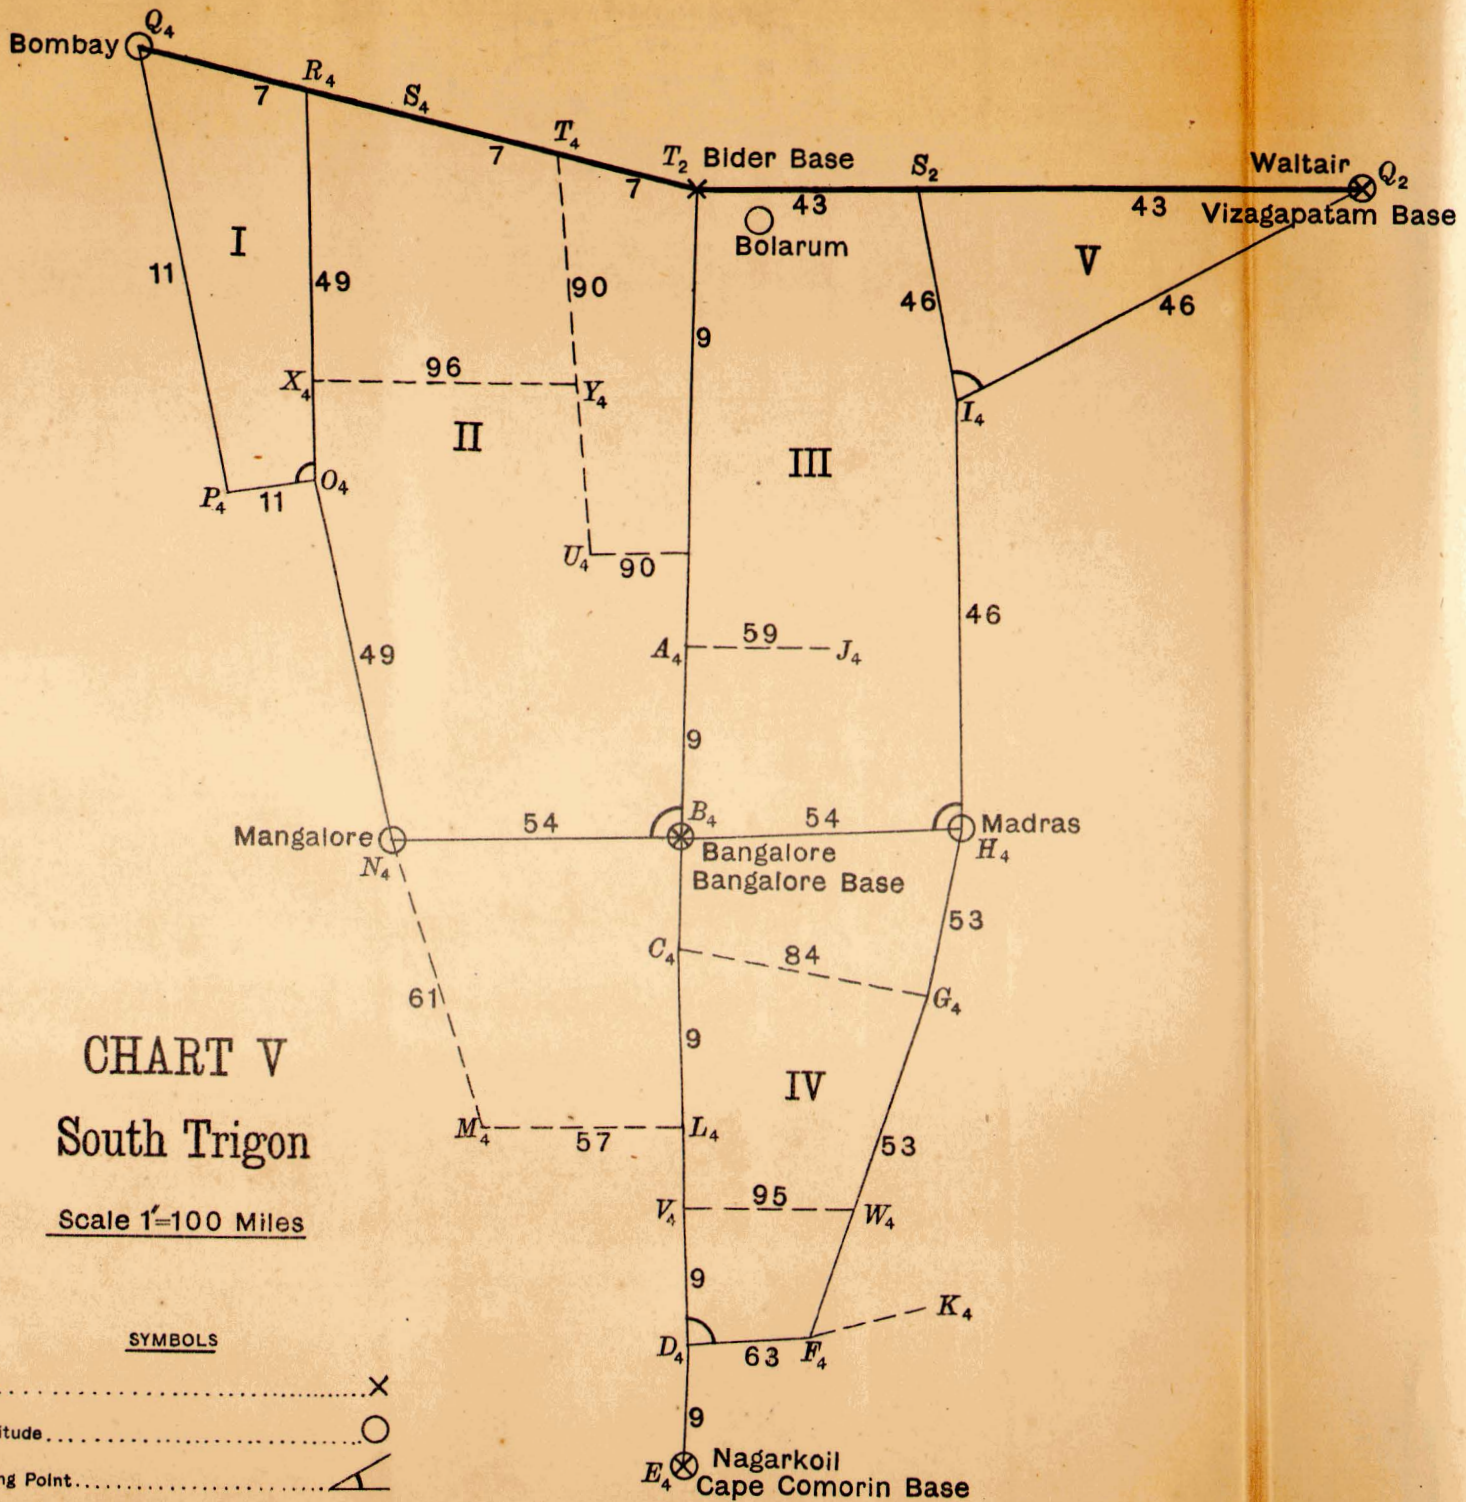 Q₄
Bombay
R₄
7
S₄
T₄
7
T₂ Bider Base
7
S₂
Waltair Q₂
43
43
Vizagapatam Base
Bolarum
I
V
11
49
90
9
46
46
X₄
96
Y₄
I₄
II
III
P₄
11
O₄
U₄
90
46
A₄
59
J₄
49
9
Mangalore
N₄
54
B₄
54
Madras
H₄
Bangalore
Bangalore Base
53
C₄
84
G₄
61
9
IV
CHART V
South Trigon
Scale 1"=100 Miles
M₄
57
L₄
53
V₄
95
W₄
9
K₄
D₄
63
F₄
9
SYMBOLS
itude
ng Point
E₄
Nagarkoil
Cape Comorin Base